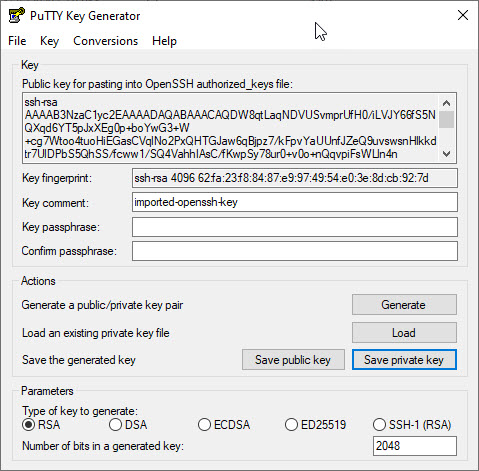 PuTTY Key Generator
File Key Conversions Help
Key
Public key for pasting into OpenSSH authorized_keys file:
ssh-rsa
AAAAB3NzaC1yc2EAAAADAQABAAACAQDW8qtLaqNDVUSvmprUfH0/iLVJY66fS5N
QXqd6YT5pJxXEg0p+boYwG3+W
+cg7Wtoo4tuoHiEGasCVqlNo2PxQHTGJaw6qBjpz7/kFpvYaUUnfJZeQ9uvswsnHlkkd
tr7UlDPbS5QhSS/fcww1/SQ4VahhIAsC/fKwpSy78ur0+v0o+nQqvpiFsWLln4n
Key fingerprint: ssh-rsa 4096 62:fa:23:f8:84:87:e9:97:49:54:e0:3e:8d:cb:92:7d
Key comment: imported-openssh-key
Key passphrase:
Confirm passphrase:
Actions
Generate a public/private key pair Generate
Load an existing private key file Load
Save the generated key Save public key Save private key
Parameters
Type of key to generate:
RSA DSA ECDSA ED25519 SSH-1 (RSA)
Number of bits in a generated key: 2048